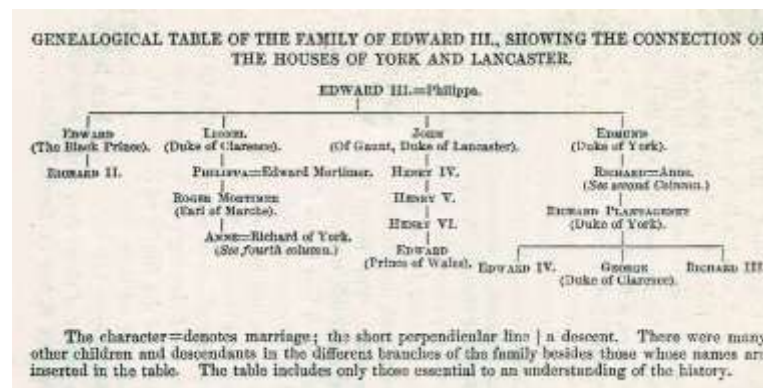 GENEALOGICAL TABLE OF THE FAMILY OF EDWARD III., SHOWING THE CONNECTION OF
THE HOUSES OF YORK AND LANCASTER.
EDWARD III.=Philippa.
EDWARD LIONEL JOHN EDMUND
(The Black Prince). (Duke of Clarence). (Of Gaunt, Duke of Lancaster). (Duke of York).
RICHARD II. PHILIPPA=Edward Mortimer. HENRY IV. RICHARD=Anne.
(See second Column.)
ROGER MORTIMER HENRY V. RICHARD PLANTAGENET
(Earl of Marche). (Duke of York).
HENRY VI.
ANNE=Richard of York. EDWARD
(See fourth column.) (Prince of Wales). EDWARD IV. GEORGE RICHARD III
(Duke of Clarence).
The character=denotes marriage; the short perpendicular line | a descent. There were many
other children and descendants in the different branches of the family besides those whose names are
inserted in the table. The table includes only those essential to an understanding of the history.